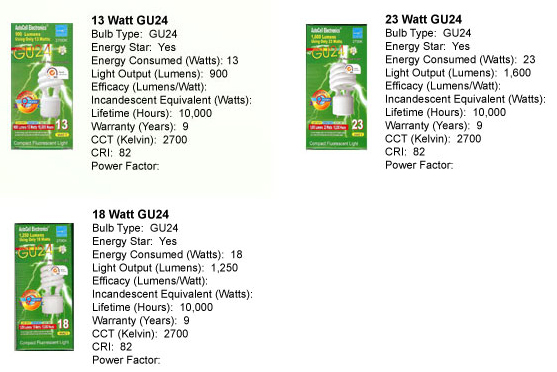 13 Watt GU24
Bulb Type: GU24
Energy Star: Yes
Energy Consumed (Watts): 13
Light Output (Lumens): 900
Efficacy (Lumens/Watt):
Incandescent Equivalent (Watts):
Lifetime (Hours): 10,000
Warranty (Years): 9
CCT (Kelvin): 2700
CRI: 82
Power Factor:
AutoCell Electronics
900 Lumens
Using Only 13 Watts
GU24
13
Compact Fluorescent Light
23 Watt GU24
Bulb Type: GU24
Energy Star: Yes
Energy Consumed (Watts): 23
Light Output (Lumens): 1,600
Efficacy (Lumens/Watt):
Incandescent Equivalent (Watts):
Lifetime (Hours): 10,000
Warranty (Years): 9
CCT (Kelvin): 2700
CRI: 82
Power Factor:
AutoCell Electronics
1,600 Lumens
Using Only 23 Watts
GU24
23
Compact Fluorescent Light
18 Watt GU24
Bulb Type: GU24
Energy Star: Yes
Energy Consumed (Watts): 18
Light Output (Lumens): 1,250
Efficacy (Lumens/Watt):
Incandescent Equivalent (Watts):
Lifetime (Hours): 10,000
Warranty (Years): 9
CCT (Kelvin): 2700
CRI: 82
Power Factor:
AutoCell Electronics
1,250 Lumens
Using Only 18 Watts
GU24
18
Compact Fluorescent Light